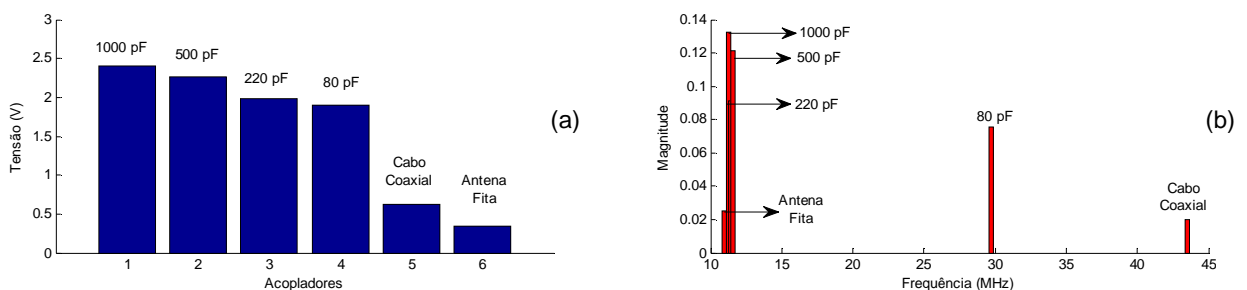 3
2.5
2
1.5
1
0.5
0
Tensão (V)
1000 pF
500 pF
220 pF
80 pF
Cabo
Coaxial
Antena
Fita
1
2
3
4
5
6
Acopladores
(a)
0.14
0.12
0.1
0.08
0.06
0.04
0.02
0
Magnitude
1000 pF
500 pF
220 pF
Antena
Fita
80 pF
Cabo
Coaxial
10
15
20
25
30
35
40
45
Frequência (MHz)
(b)